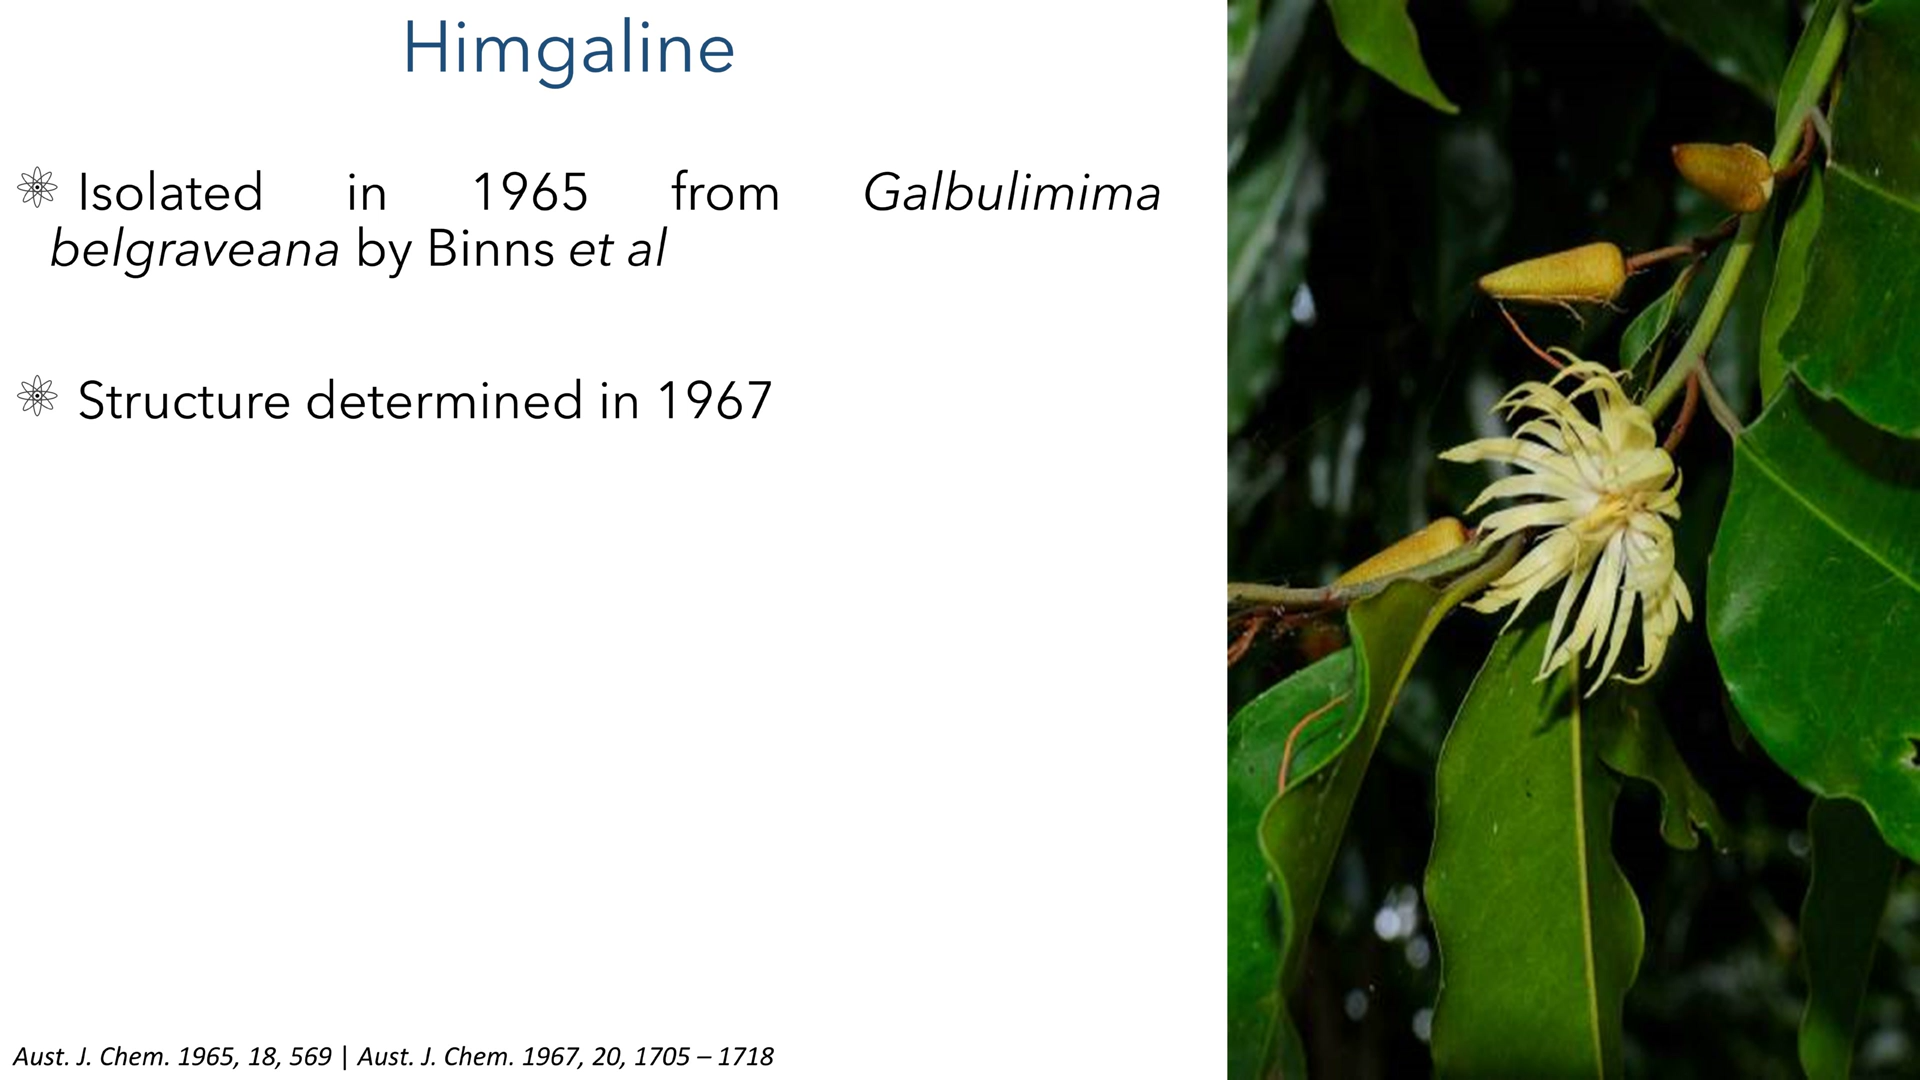 Himgaline
Isolated in 1965 from Galbulimima
belgraveana by Binns et al
Structure determined in 1967
Aust. J. Chem. 1965, 18, 569 | Aust. J. Chem. 1967, 20, 1705 – 1718